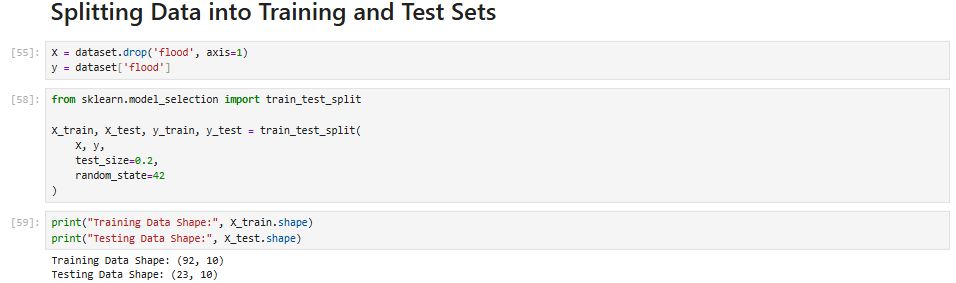 Splitting Data into Training and Test Sets
[55]: X = dataset.drop('flood', axis=1)
y = dataset['flood']
[58]: from sklearn.model_selection import train_test_split
X_train, X_test, y_train, y_test = train_test_split(
    X, y,
    test_size=0.2,
    random_state=42
)
[59]: print("Training Data Shape:", X_train.shape)
print("Testing Data Shape:", X_test.shape)
Training Data Shape: (92, 10)
Testing Data Shape: (23, 10)